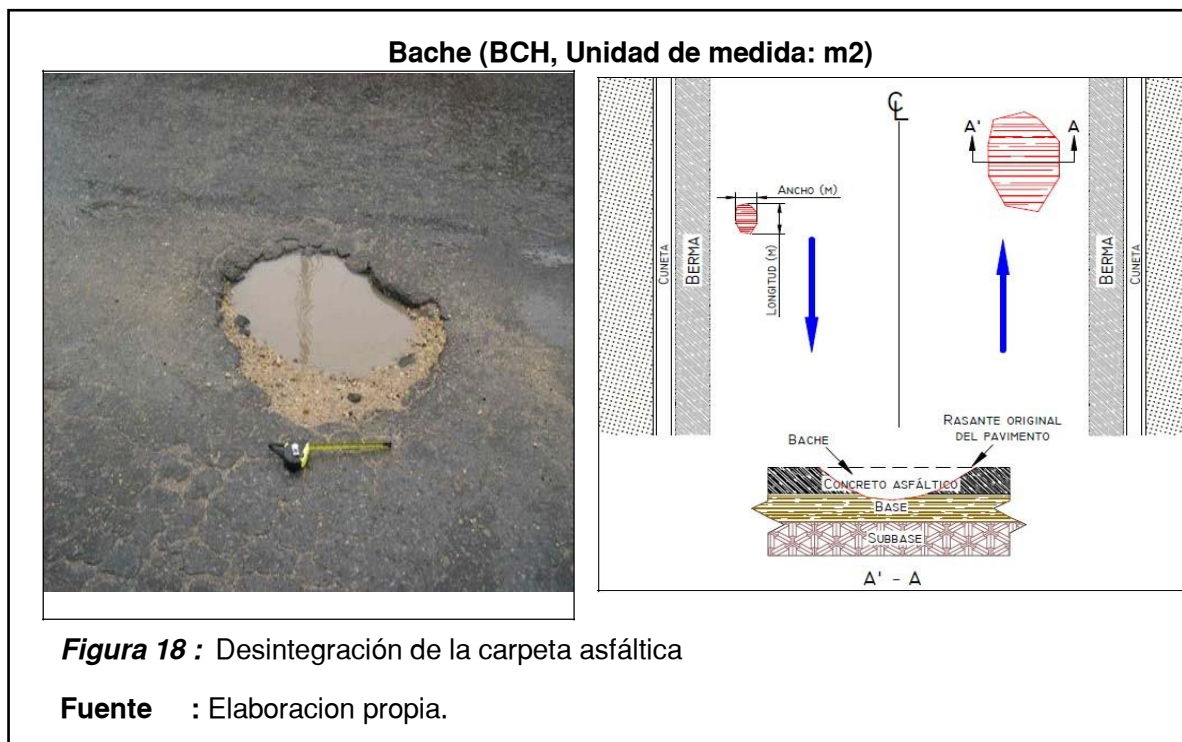 Bache (BCH, Unidad de medida: m2)
℄
A' A
ANCHO (M)
LONGITUD (M)
CUNETA
BERMA
BERMA
CUNETA
BACHE
RASANTE ORIGINAL
DEL PAVIMENTO
CONCRETO ASFÁLTICO
BASE
SUBBASE
A' - A
Figura 18 : Desintegración de la carpeta asfáltica
Fuente : Elaboracion propia.